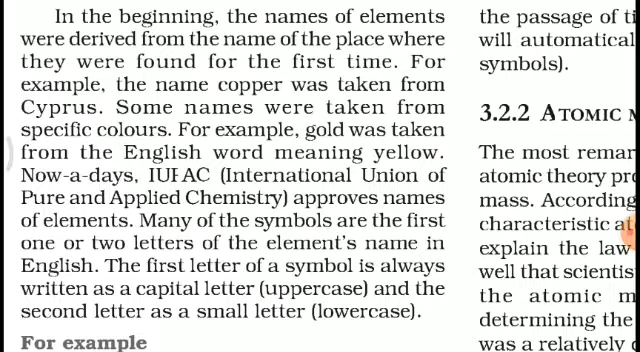 In the beginning, the names of elements
were derived from the name of the place where
they were found for the first time. For
example, the name copper was taken from
Cyprus. Some names were taken from
specific colours. For example, gold was taken
from the English word meaning yellow.
Now-a-days, IUPAC (International Union of
Pure and Applied Chemistry) approves names
of elements. Many of the symbols are the first
one or two letters of the element's name in
English. The first letter of a symbol is always
written as a capital letter (uppercase) and the
second letter as a small letter (lowercase).
For example
the passage of
will
symbols).
3.2.2 ATOMIC
The most
atomic theory
mass.
characteristic
explain the law
well that
the atomic
determining the
was a relatively